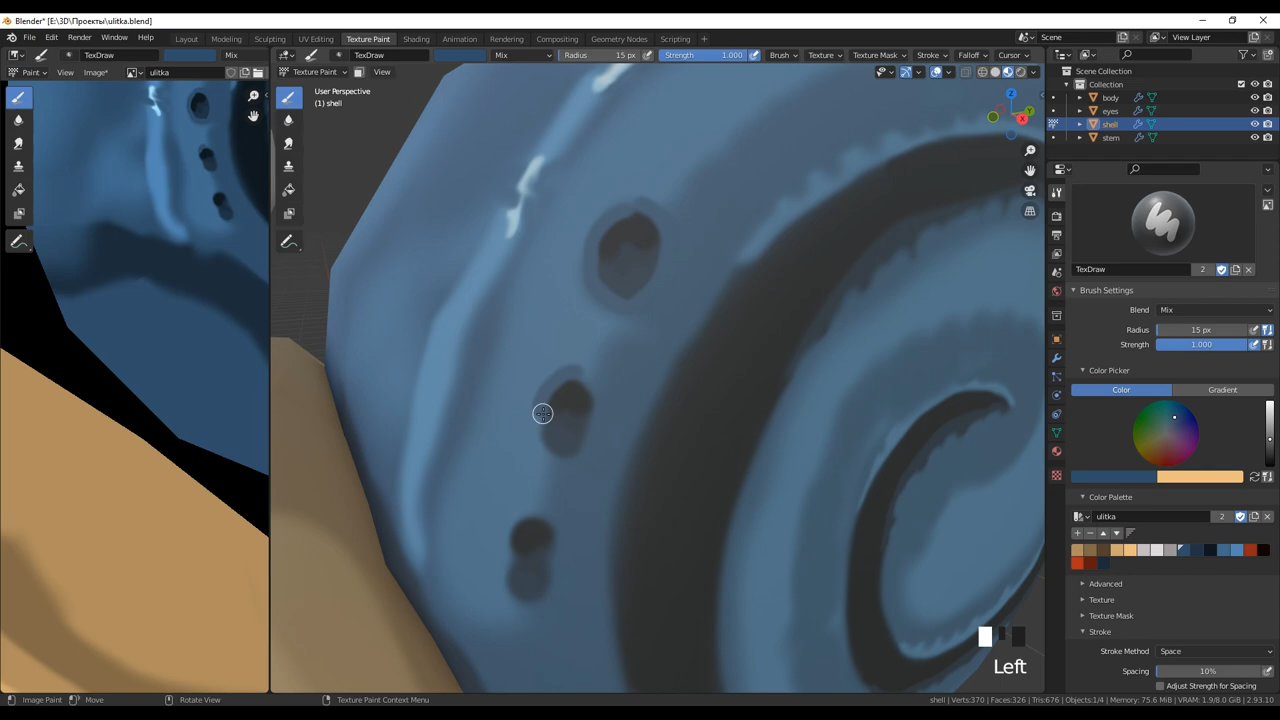 Blender* [E:\3D\Проекты\ulitka.blend]
File Edit Render Window Help Layout Modeling Sculpting UV Editing Texture Paint Shading Animation Rendering Compositing Geometry Nodes Scripting + Scene View Layer
TexDraw Mix TexDraw Mix Radius 15 px Strength 1.000 Brush Texture Texture Mask Stroke Falloff Cursor
Paint View Image* ulitka Texture Paint View
Scene Collection
Collection
body
eyes
shell
stem
User Perspective
(1) shell
Z
Y
X
TexDraw 2
Brush Settings
Blend Mix
Radius 15 px
Strength 1.000
Color Picker
Color Gradient
Color Palette
ulitka 2
Advanced
Texture
Texture Mask
Stroke
Stroke Method Space
Spacing 10%
Adjust Strength for Spacing
Left
Image Paint Move Rotate View Texture Paint Context Menu shell | Verts:370 | Faces:326 | Tris:676 | Objects:1/4 | Memory: 75.6 MiB | VRAM: 1.9/8.0 GiB | 2.93.10